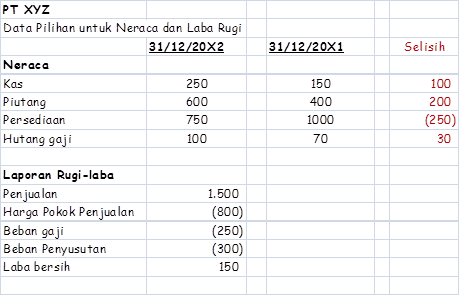 PT XYZ
Data Pilihan untuk Neraca dan Laba Rugi
31/12/20X2 31/12/20X1 Selisih
Neraca
Kas 250 150 100
Piutang 600 400 200
Persediaan 750 1000 (250)
Hutang gaji 100 70 30
Laporan Rugi-laba
Penjualan 1.500
Harga Pokok Penjualan (800)
Beban gaji (250)
Beban Penyusutan (300)
Laba bersih 150